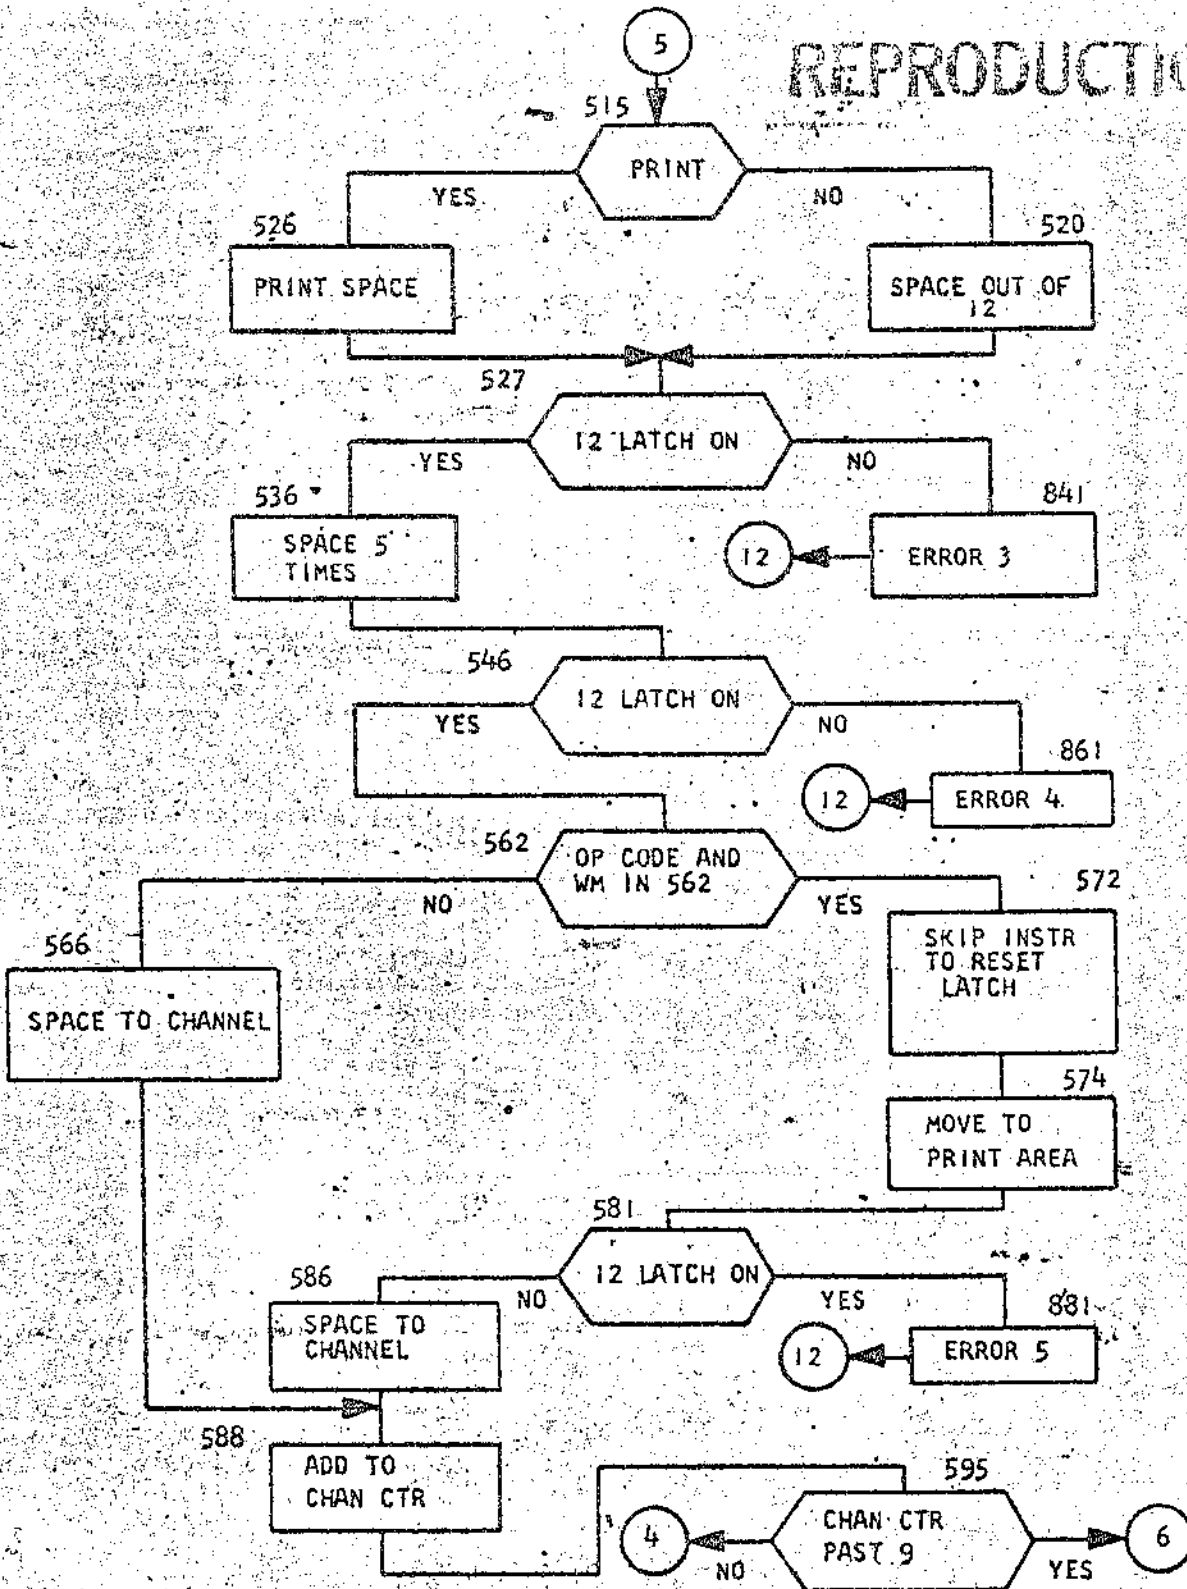 5
REPRODUCTIO
515
PRINT
YES
NO
526
520
PRINT SPACE
SPACE OUT OF
12
527
12 LATCH ON
YES
NO
536
841
SPACE 5
TIMES
12
ERROR 3
546
12 LATCH ON
YES
NO
861
12
ERROR 4
562
OP CODE AND
WM IN 562
NO
YES
572
566
SKIP INSTR
TO RESET
LATCH
SPACE TO CHANNEL
574
MOVE TO
PRINT AREA
581
12 LATCH ON
586
NO
YES
881
SPACE TO
CHANNEL
12
ERROR 5
588
ADD TO
CHAN CTR
595
4
CHAN CTR
PAST 9
6
NO
YES